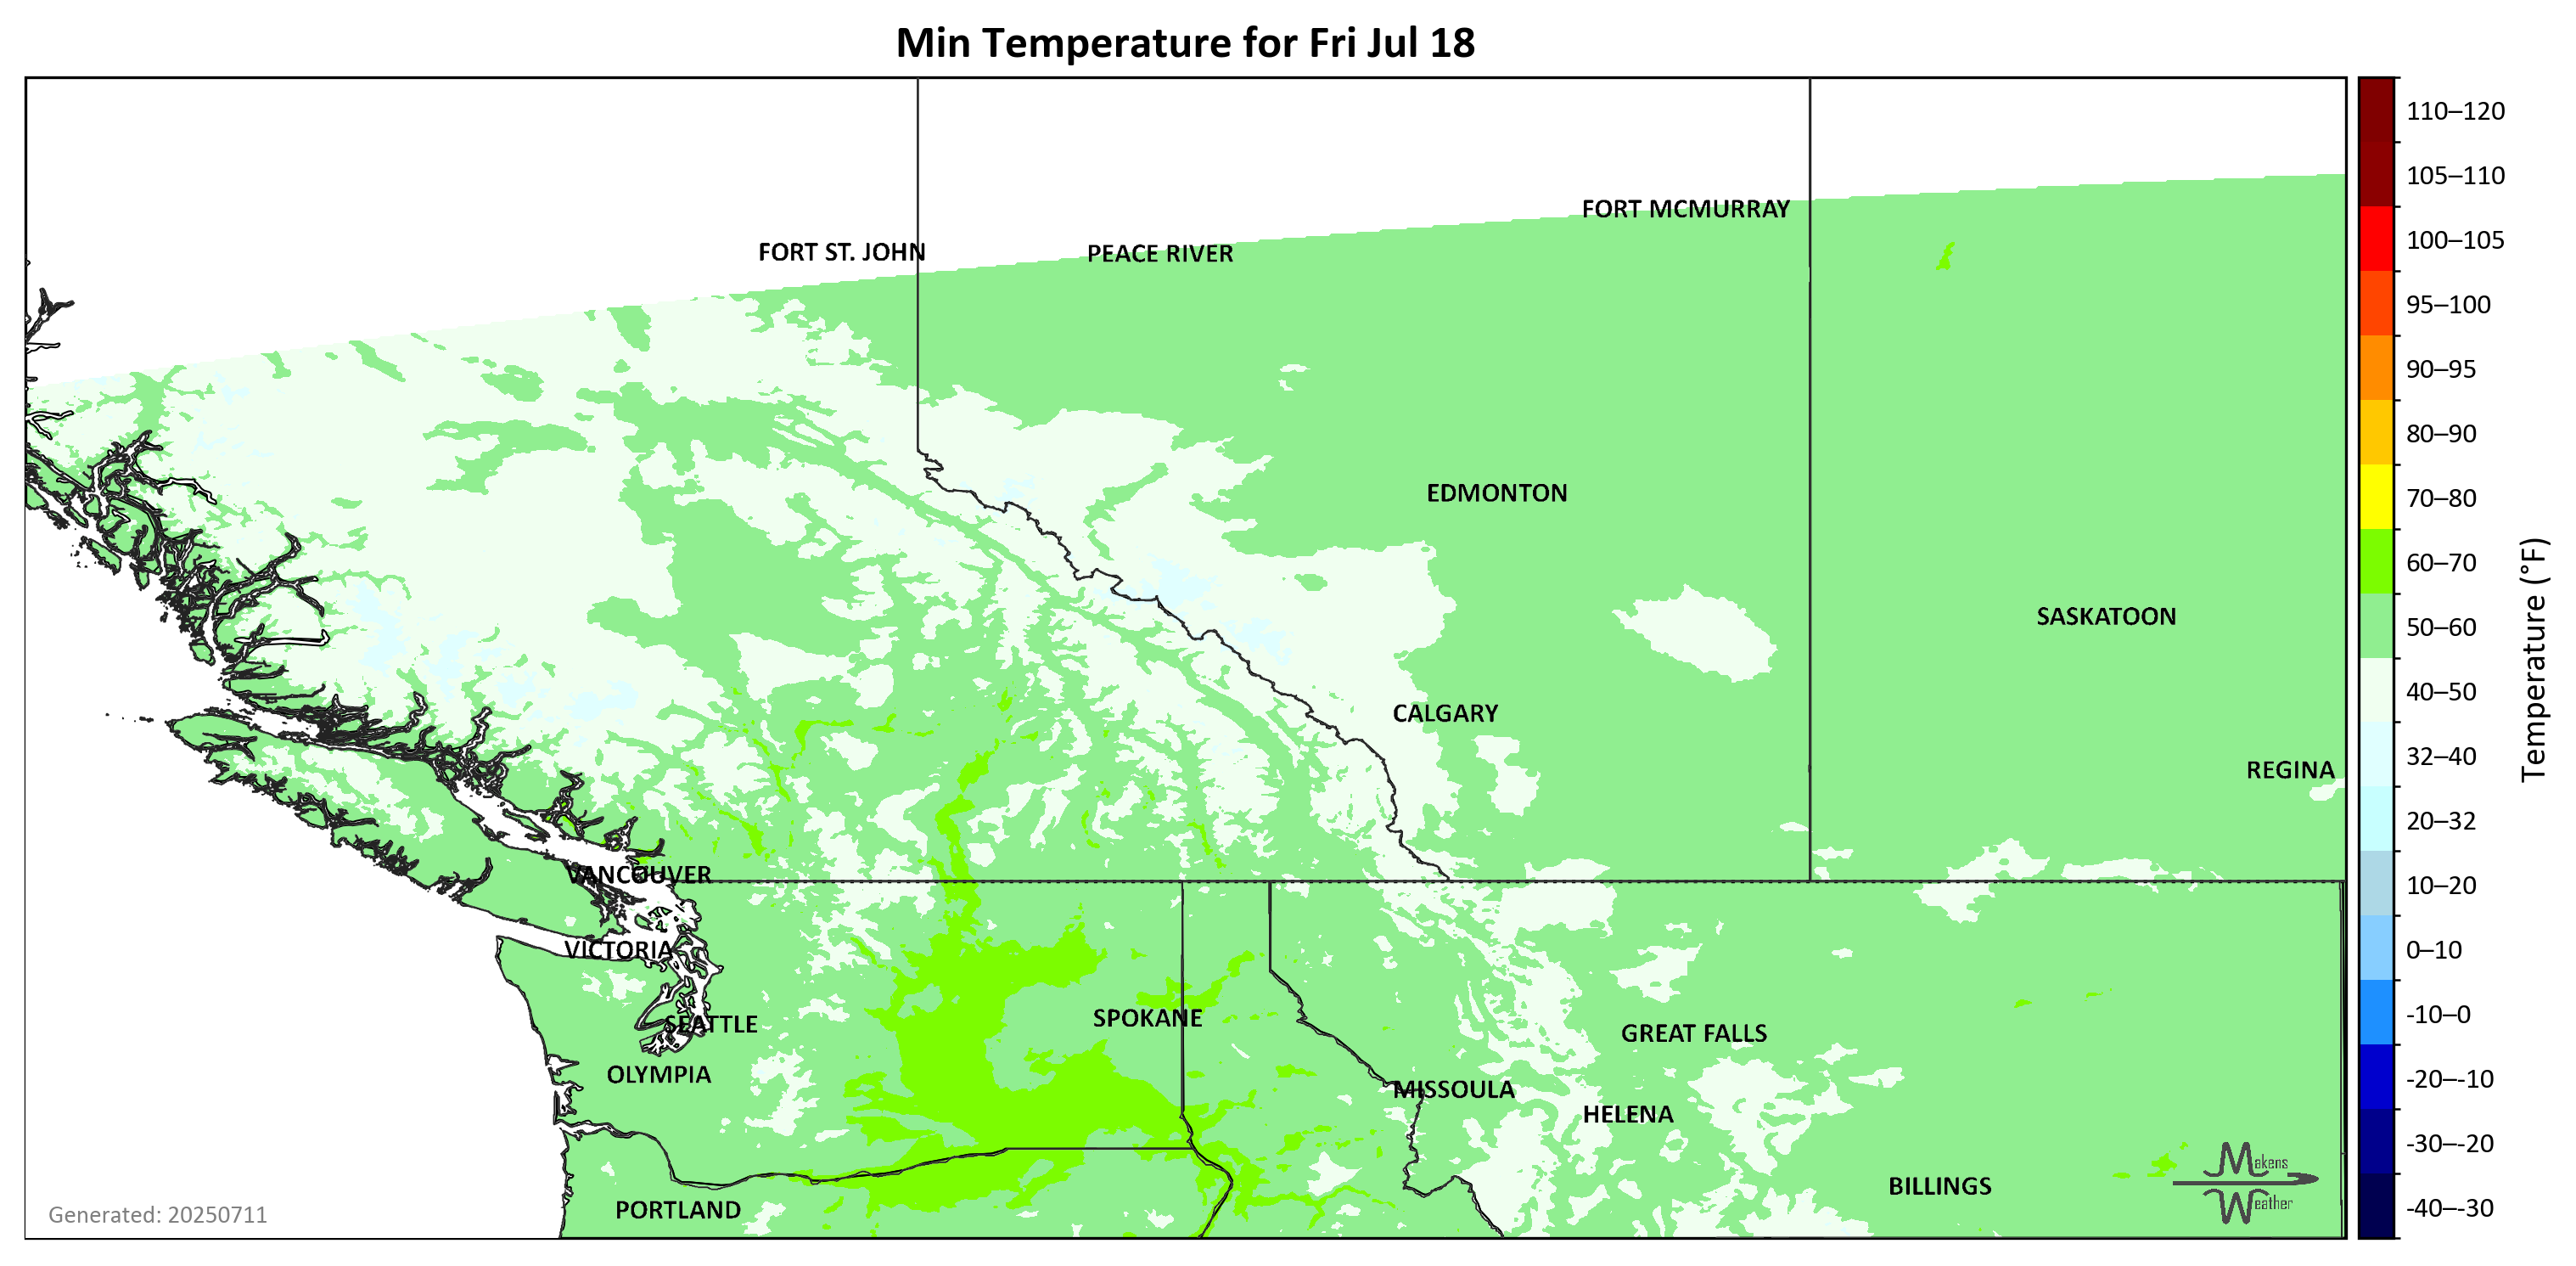 Min Temperature for Fri Jul 18
110–120
105–110
FORT MCMURRAY
100–105
FORT ST. JOHN
PEACE RIVER
95–100
90–95
80–90
EDMONTON
70–80
60–70
SASKATOON
50–60
CALGARY
40–50
Temperature (°F)
REGINA
32–40
20–32
VANCOUVER
10–20
VICTORIA
0–10
SEATTLE
SPOKANE
-10–0
GREAT FALLS
OLYMPIA
MISSOULA
-20–-10
HELENA
-30–-20
Makens
Weather
BILLINGS
PORTLAND
-40–-30
Generated: 20250711